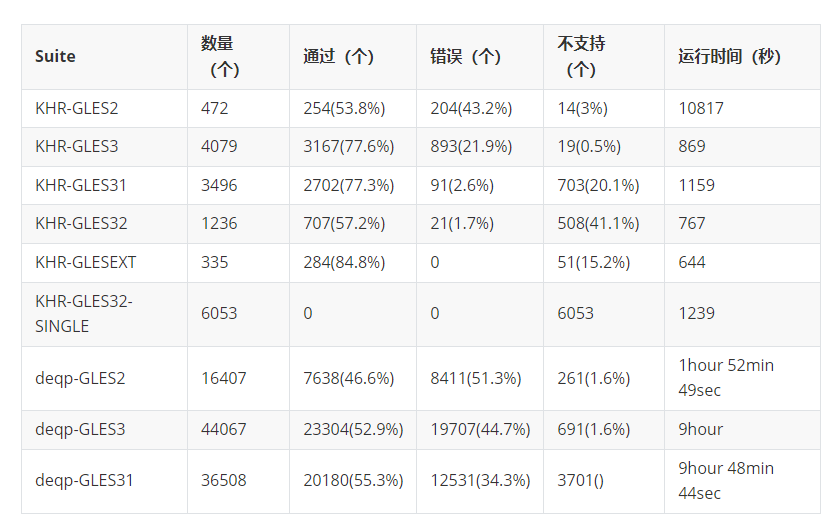 Suite 数量（个） 通过（个） 错误（个） 不支持（个） 运行时间（秒）
KHR-GLES2 472 254(53.8%) 204(43.2%) 14(3%) 10817
KHR-GLES3 4079 3167(77.6%) 893(21.9%) 19(0.5%) 869
KHR-GLES31 3496 2702(77.3%) 91(2.6%) 703(20.1%) 1159
KHR-GLES32 1236 707(57.2%) 21(1.7%) 508(41.1%) 767
KHR-GLESEXT 335 284(84.8%) 0 51(15.2%) 644
KHR-GLES32-SINGLE 6053 0 0 6053 1239
deqp-GLES2 16407 7638(46.6%) 8411(51.3%) 261(1.6%) 1hour 52min 49sec
deqp-GLES3 44067 23304(52.9%) 19707(44.7%) 691(1.6%) 9hour
deqp-GLES31 36508 20180(55.3%) 12531(34.3%) 3701() 9hour 48min 44sec